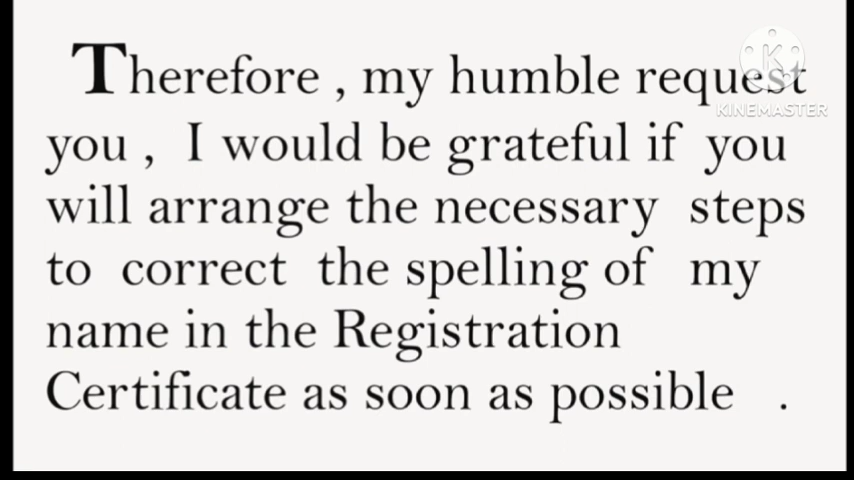 Therefore , my humble request
you , I would be grateful if you
will arrange the necessary steps
to correct the spelling of my
name in the Registration
Certificate as soon as possible .
K
KINEMASTER